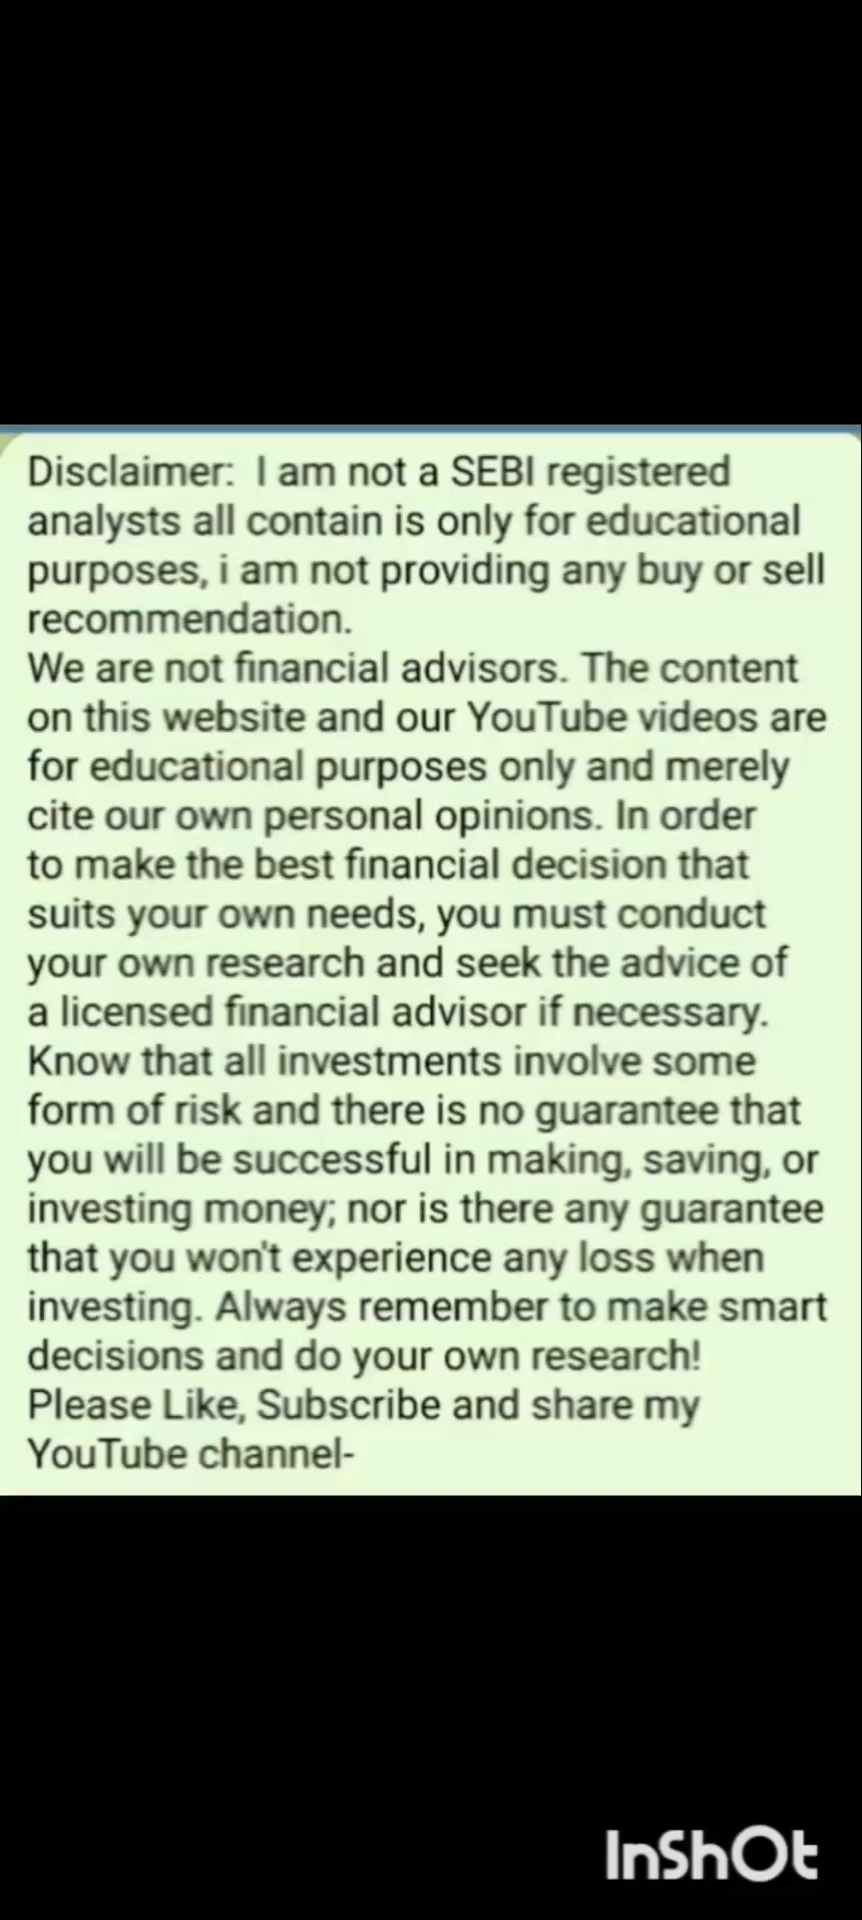 Disclaimer:  I am not a SEBI registered
analysts all contain is only for educational
purposes, i am not providing any buy or sell
recommendation.
We are not financial advisors. The content
on this website and our YouTube videos are
for educational purposes only and merely
cite our own personal opinions. In order
to make the best financial decision that
suits your own needs, you must conduct
your own research and seek the advice of
a licensed financial advisor if necessary.
Know that all investments involve some
form of risk and there is no guarantee that
you will be successful in making, saving, or
investing money; nor is there any guarantee
that you won't experience any loss when
investing. Always remember to make smart
decisions and do your own research!
Please Like, Subscribe and share my
YouTube channel-
InShOt